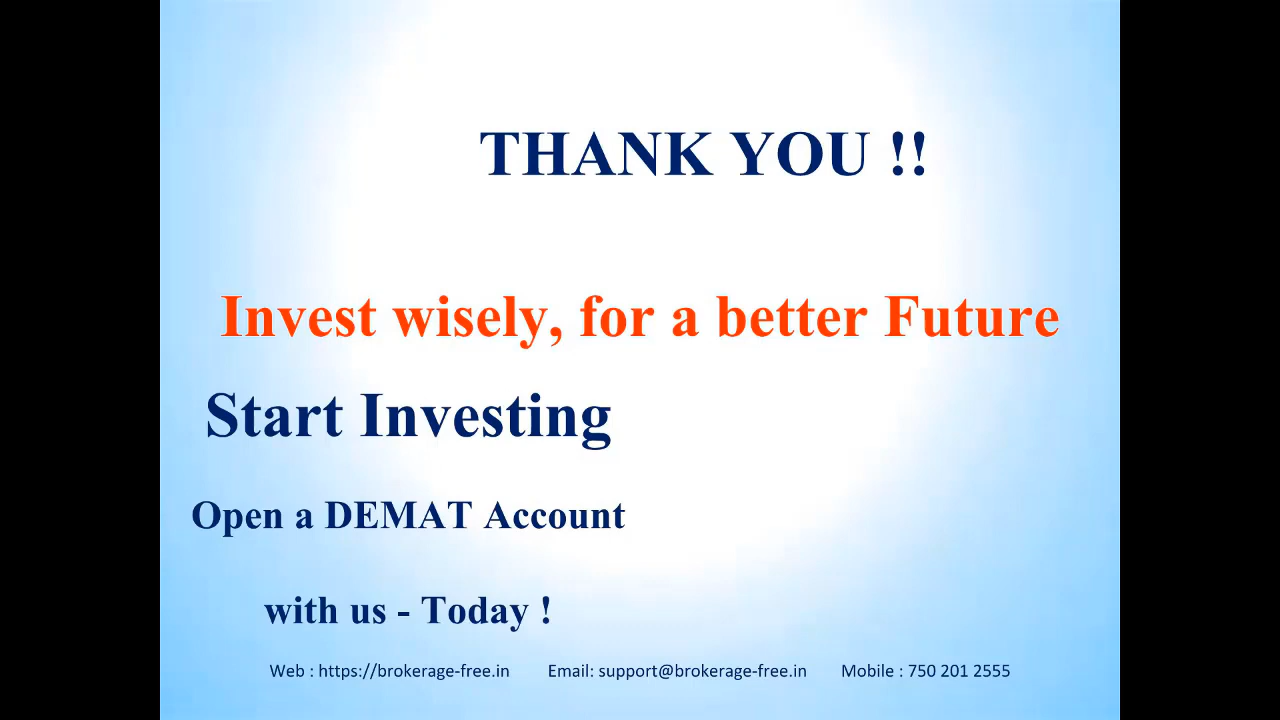 THANK YOU !!
Invest wisely, for a better Future
Start Investing
Open a DEMAT Account
with us - Today !
Web : https://brokerage-free.in Email: support@brokerage-free.in Mobile : 750 201 2555